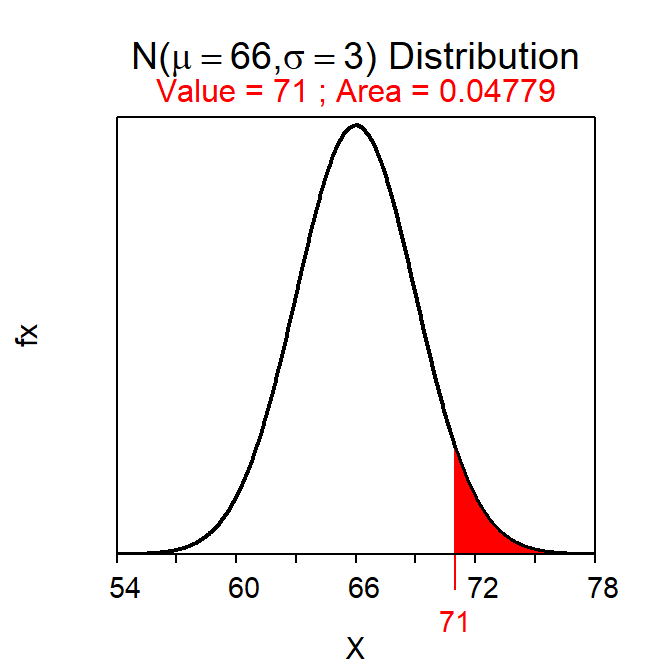 N(μ = 66,σ = 3) Distribution
Value = 71 ; Area = 0.04779
fx
54 60 66 72 78
71
X